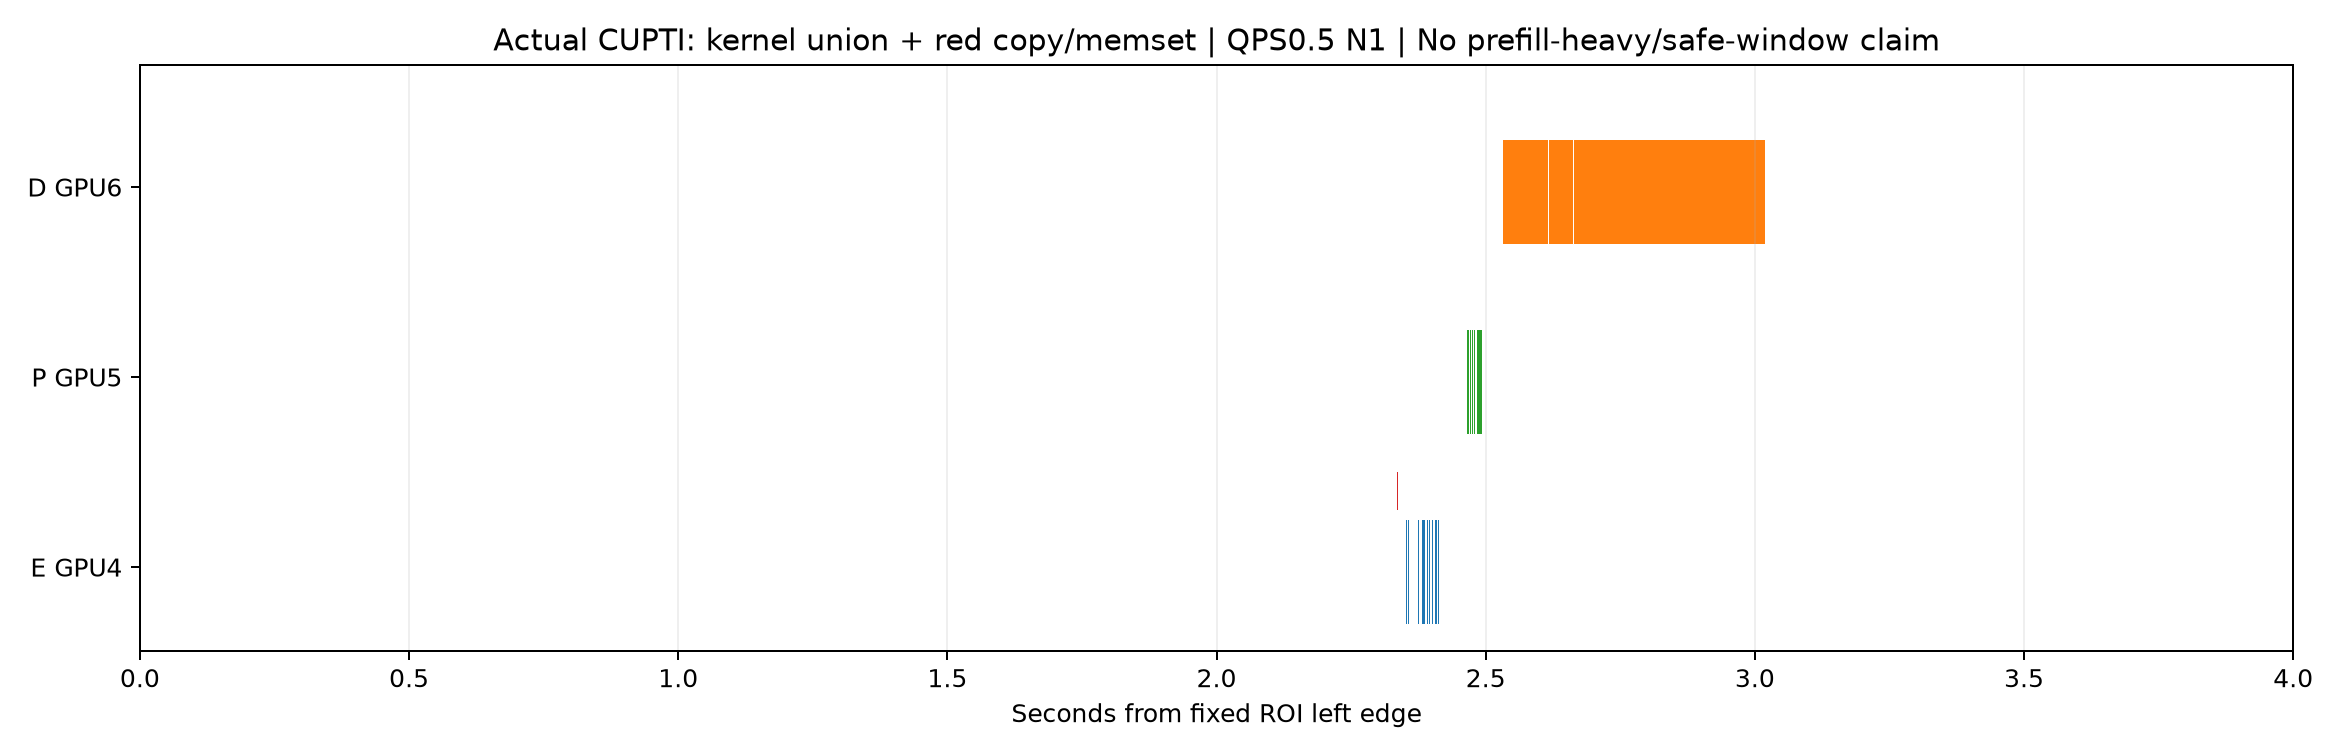 Actual CUPTI: kernel union + red copy/memset | QPS0.5 N1 | No prefill-heavy/safe-window claim
D GPU6
P GPU5
E GPU4
0.0 0.5 1.0 1.5 2.0 2.5 3.0 3.5 4.0
Seconds from fixed ROI left edge